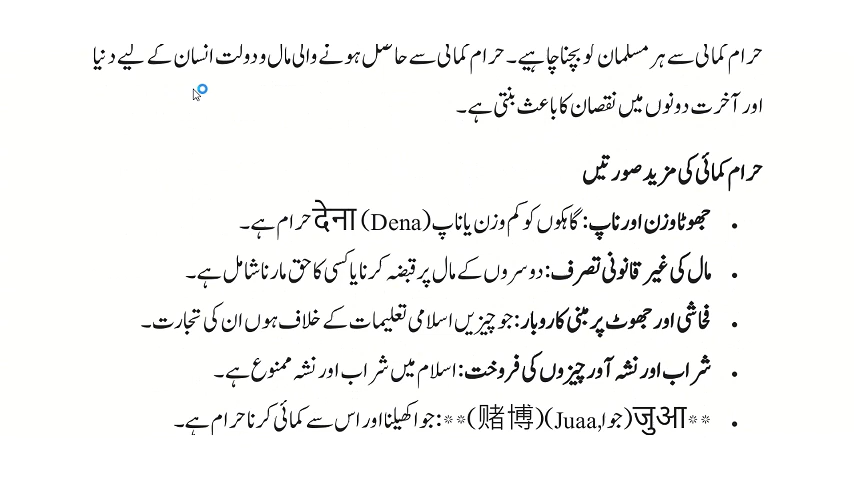 حرام کمائی سے ہر مسلمان کو بچنا چاہیے۔ حرام کمائی سے حاصل ہونے والی مال و دولت انسان کے لیے دنیا
اور آخرت دونوں میں نقصان کا باعث بنتی ہے۔
حرام کمائی کی مزید صورتیں
• جھوٹا وزن اور ناپ: گاہکوں کو کم وزن یا ناپ (Dena) देना حرام ہے۔
• مال کی غیر قانونی تصرف: دوسروں کے مال پر قبضہ کرنا یا کسی کا حق مارنا شامل ہے۔
• فحاشی اور جھوٹ پر مبنی کاروبار: جو چیزیں اسلامی تعلیمات کے خلاف ہوں ان کی تجارت۔
• شراب اور نشہ آور چیزوں کی فروخت: اسلام میں شراب اور نشہ ممنوع ہے۔
• **जुआ (جوا, Juaa)(赌博)**: جوا کھیلنا اور اس سے کمائی کرنا حرام ہے۔